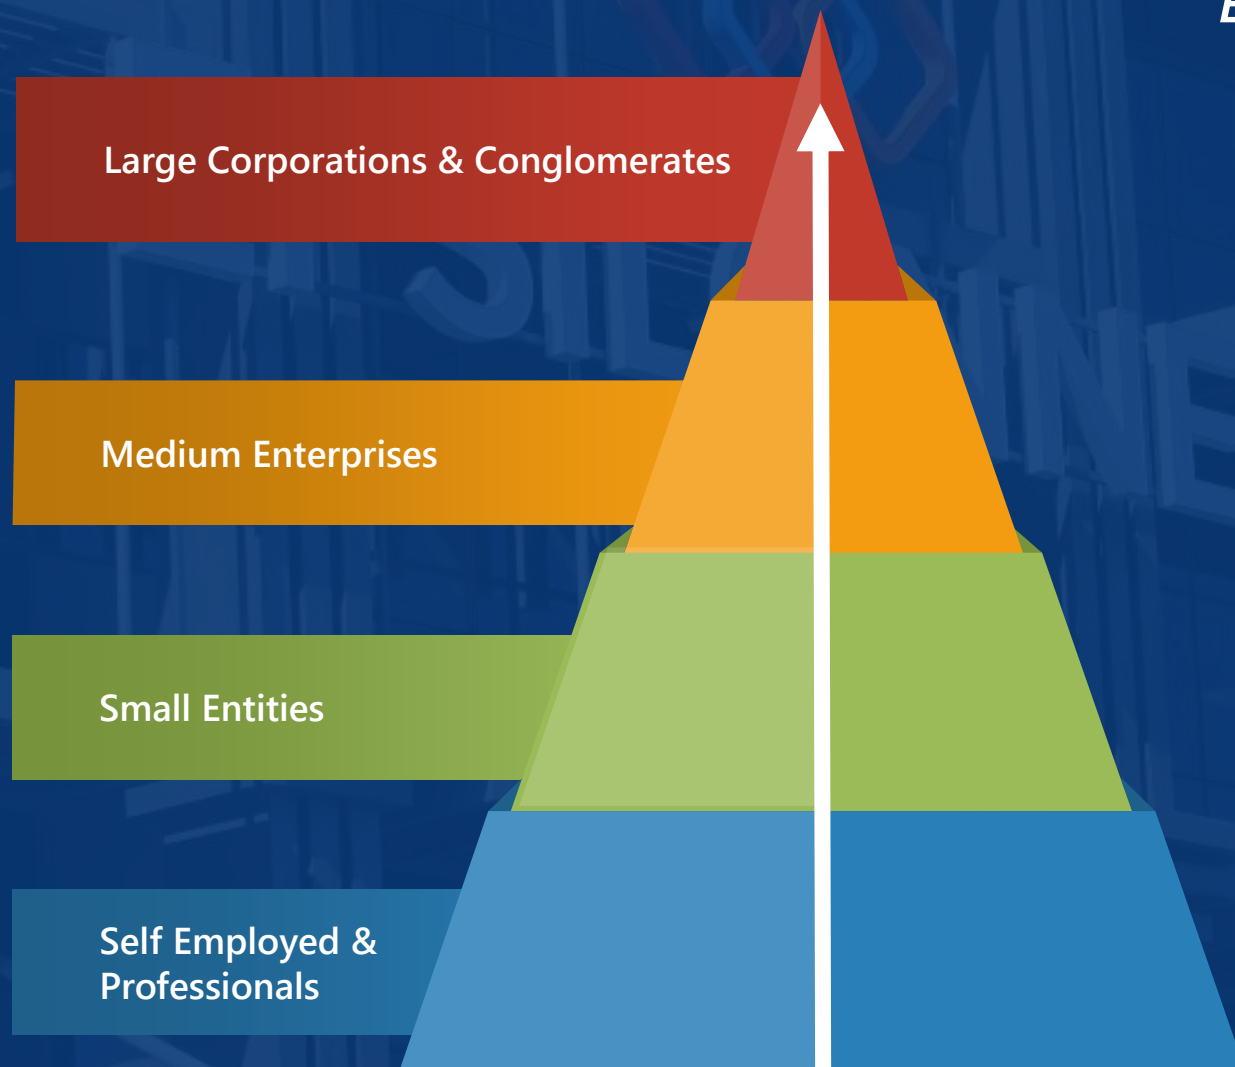 Large Corporations & Conglomerates
Medium Enterprises
Small Entities
Self Employed &
Professionals